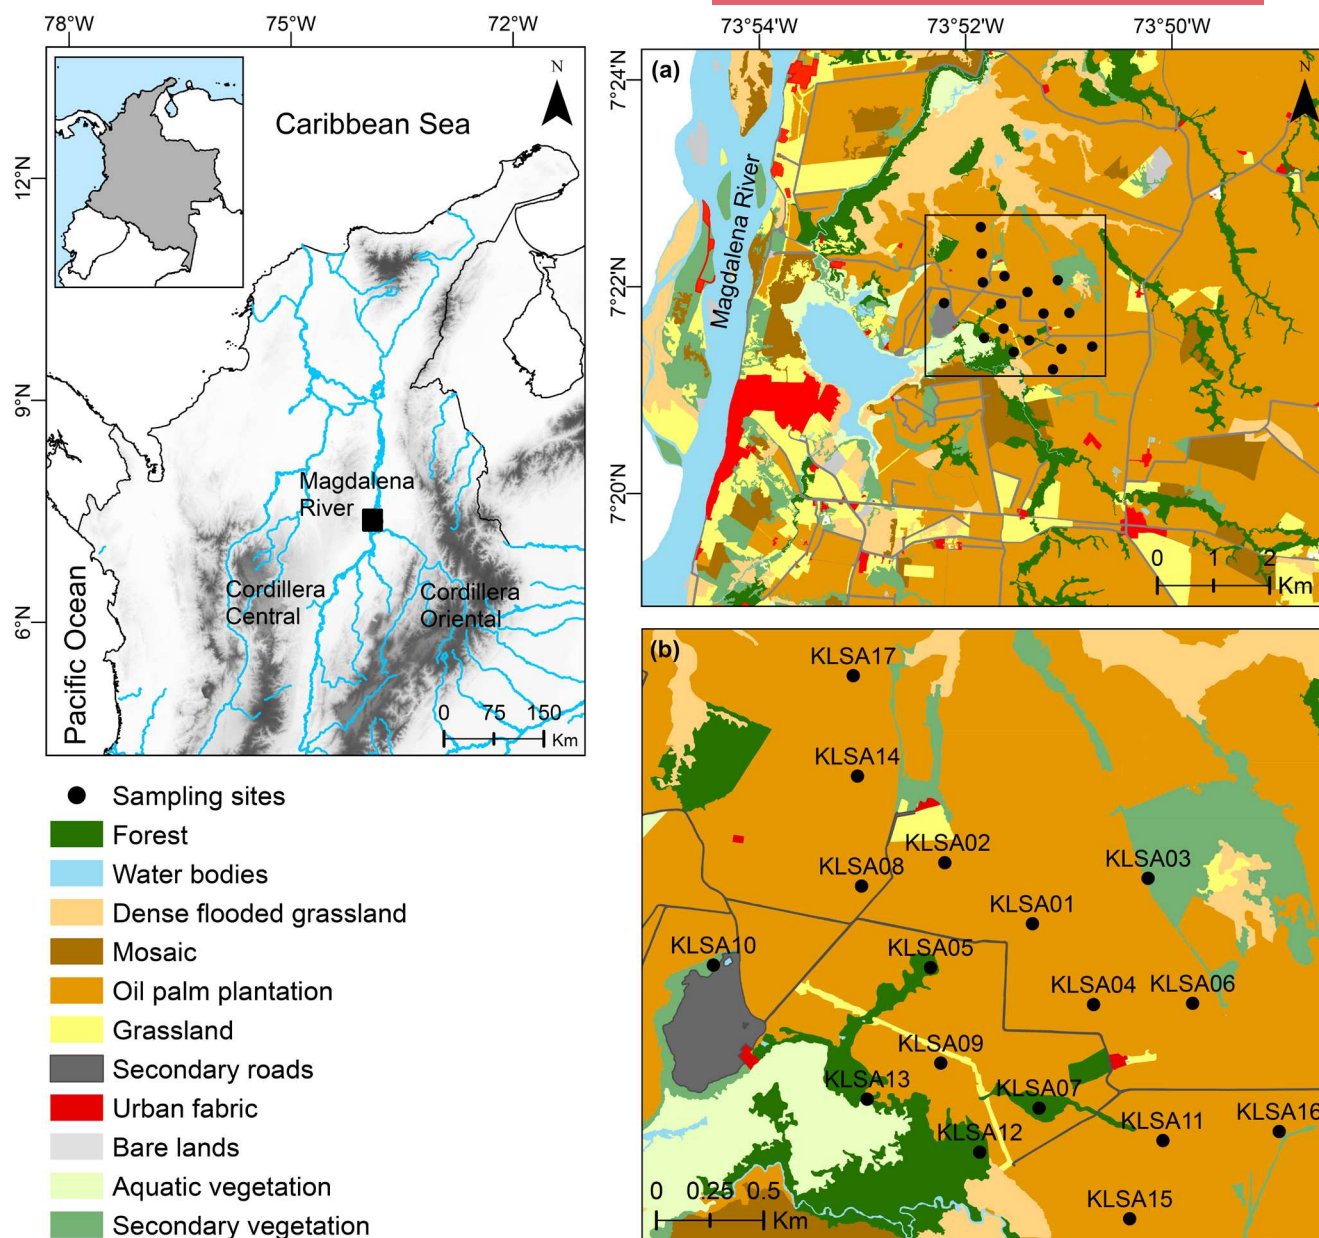 78°W 75°W 72°W
12°N
9°N
6°N
Caribbean Sea
N
Magdalena
River
Cordillera
Central
Cordillera
Oriental
Pacific Ocean
0 75 150
Km
73°54'W 73°52'W 73°50'W
7°24'N
7°22'N
7°20'N
(a)
N
Magdalena River
0 1 2
Km
(b)
KLSA17
KLSA14
KLSA02
KLSA08
KLSA03
KLSA01
KLSA10
KLSA05
KLSA04 KLSA06
KLSA09
KLSA13
KLSA07
KLSA12
KLSA11
KLSA16
KLSA15
0 0.25 0.5
Km
Sampling sites
Forest
Water bodies
Dense flooded grassland
Mosaic
Oil palm plantation
Grassland
Secondary roads
Urban fabric
Bare lands
Aquatic vegetation
Secondary vegetation